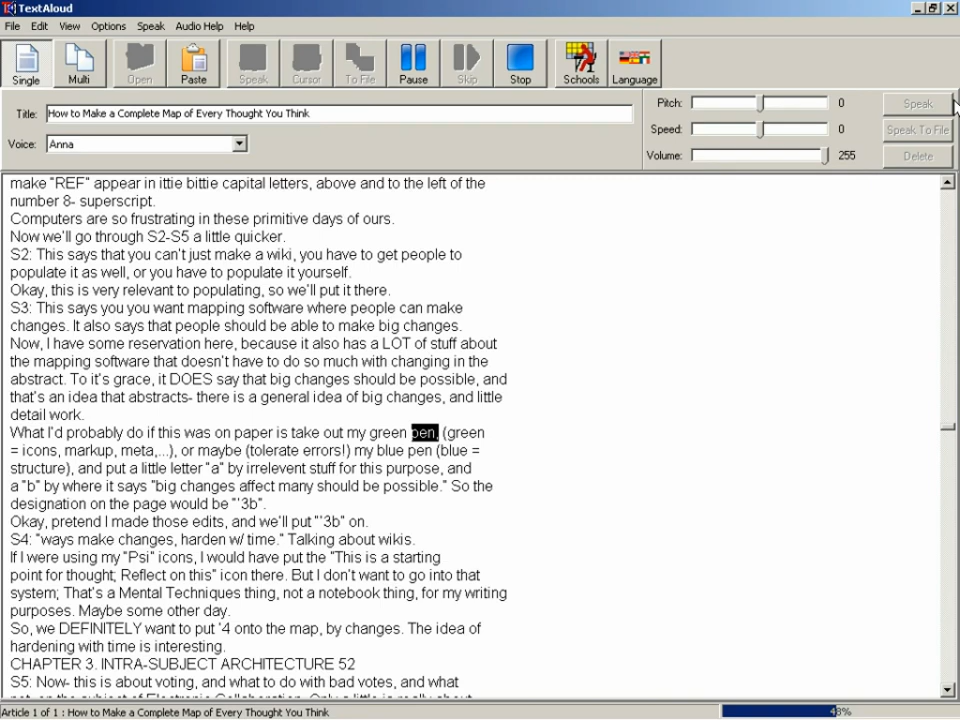 TextAloud
File Edit View Options Speak Audio Help Help
Single Multi Open Paste Speak Cursor To File Pause Skip Stop Schools Language
Title: How to Make a Complete Map of Every Thought You Think
Voice: Anna
Pitch: 0 Speak
Speed: 0 Speak To File
Volume: 255 Delete
make "REF" appear in ittie bittie capital letters, above and to the left of the
number 8- superscript.
Computers are so frustrating in these primitive days of ours.
Now we'll go through S2-S5 a little quicker.
S2: This says that you can't just make a wiki, you have to get people to
populate it as well, or you have to populate it yourself.
Okay, this is very relevant to populating, so we'll put it there.
S3: This says you you want mapping software where people can make
changes. It also says that people should be able to make big changes.
Now, I have some reservation here, because it also has a LOT of stuff about
the mapping software that doesn't have to do so much with changing in the
abstract. To it's grace, it DOES say that big changes should be possible, and
that's an idea that abstracts- there is a general idea of big changes, and little
detail work.
What I'd probably do if this was on paper is take out my green pen, (green
= icons, markup, meta,...), or maybe (tolerate errors!) my blue pen (blue =
structure), and put a little letter "a" by irrelevent stuff for this purpose, and
a "b" by where it says "big changes affect many should be possible." So the
designation on the page would be "'3b".
Okay, pretend I made those edits, and we'll put "'3b" on.
S4: "ways make changes, harden w/ time." Talking about wikis.
If I were using my "Psi" icons, I would have put the "This is a starting
point for thought; Reflect on this" icon there. But I don't want to go into that
system; That's a Mental Techniques thing, not a notebook thing, for my writing
purposes. Maybe some other day.
So, we DEFINITELY want to put '4 onto the map, by changes. The idea of
hardening with time is interesting.
CHAPTER 3. INTRA-SUBJECT ARCHITECTURE 52
S5: Now- this is about voting, and what to do with bad votes, and what
not, on the subject of Electronic Collaboration. Only a little is really about
Article 1 of 1 : How to Make a Complete Map of Every Thought You Think 48%